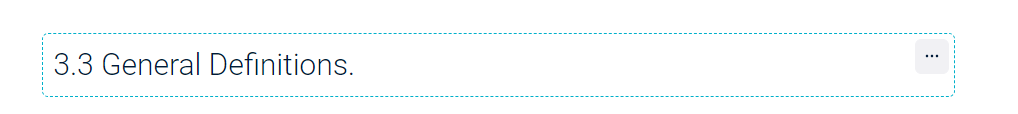 3.3 General Definitions.